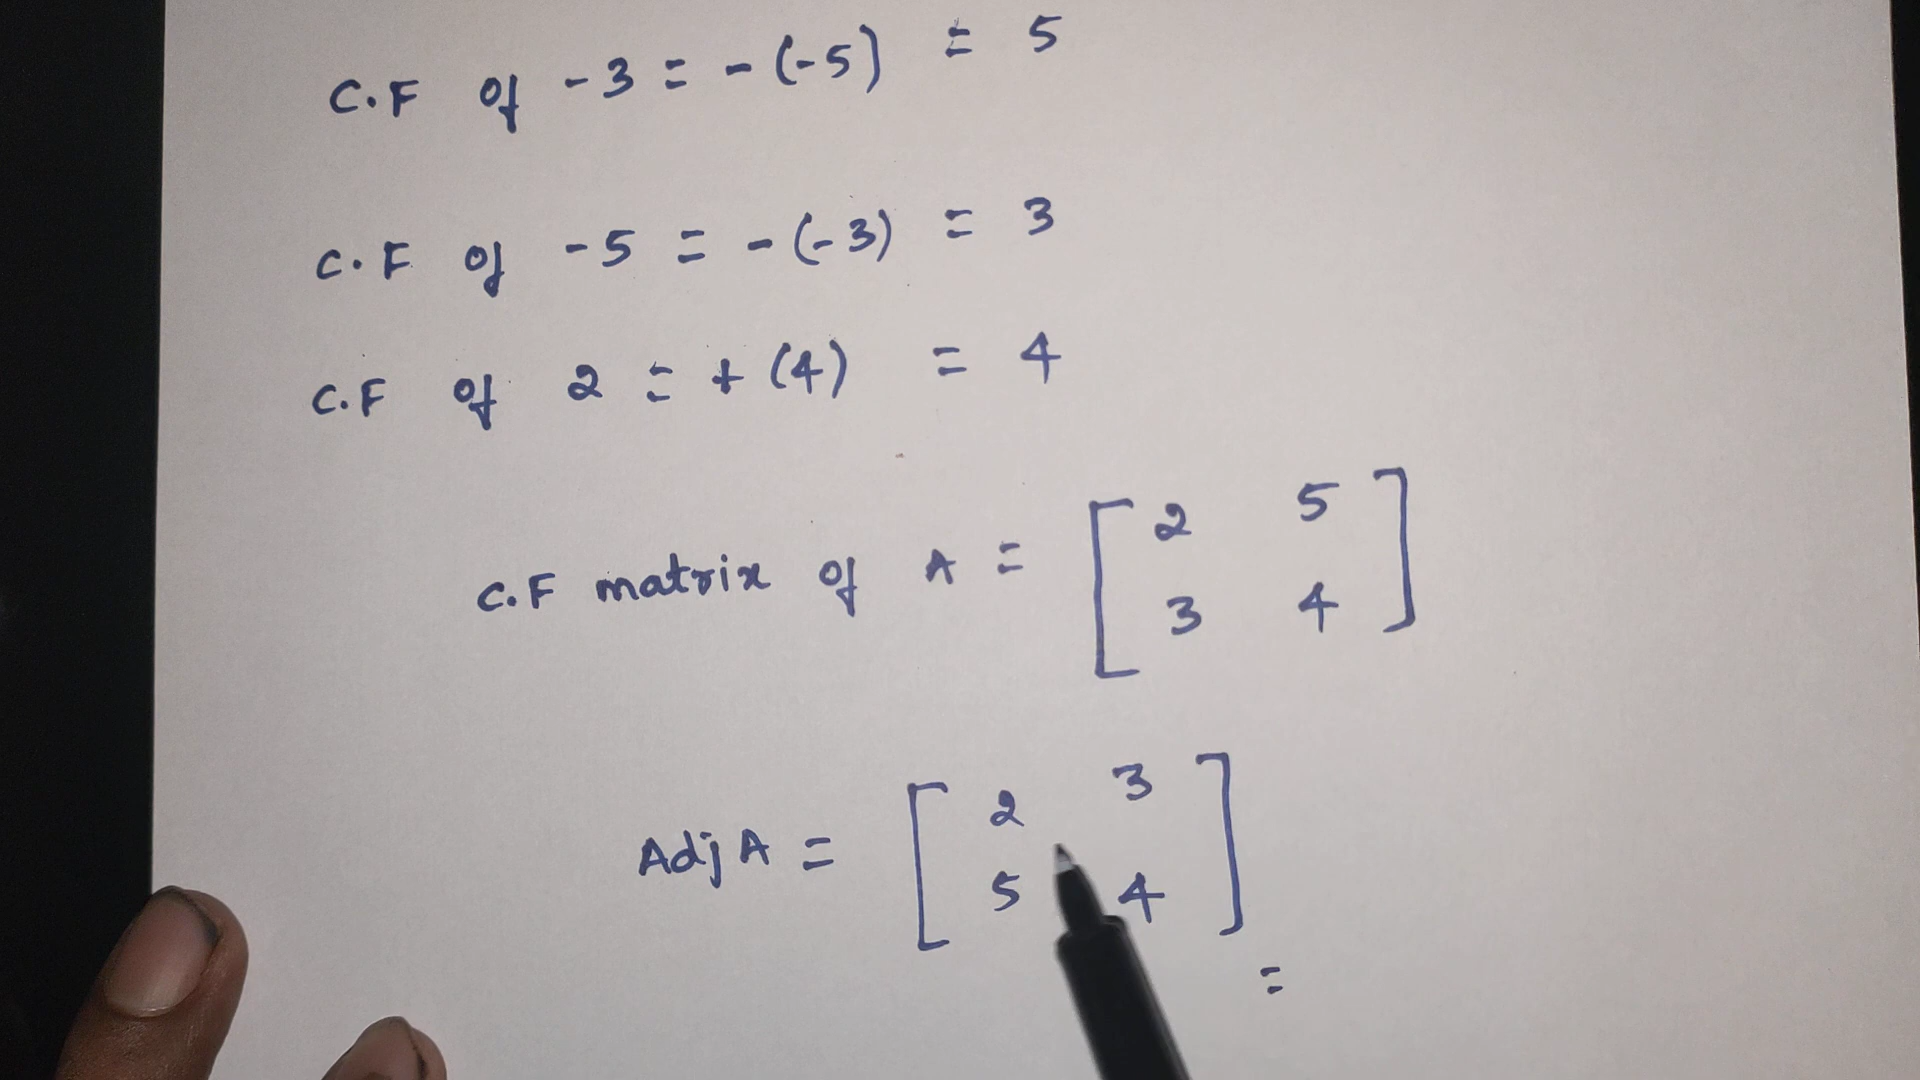 C.F of -3 = -(-5) = 5
C.F of -5 = -(-3) = 3
C.F of 2 = +(4) = 4
C.F matrix of A = [2 5
3 4]
Adj A = [2 3
5 4]
=